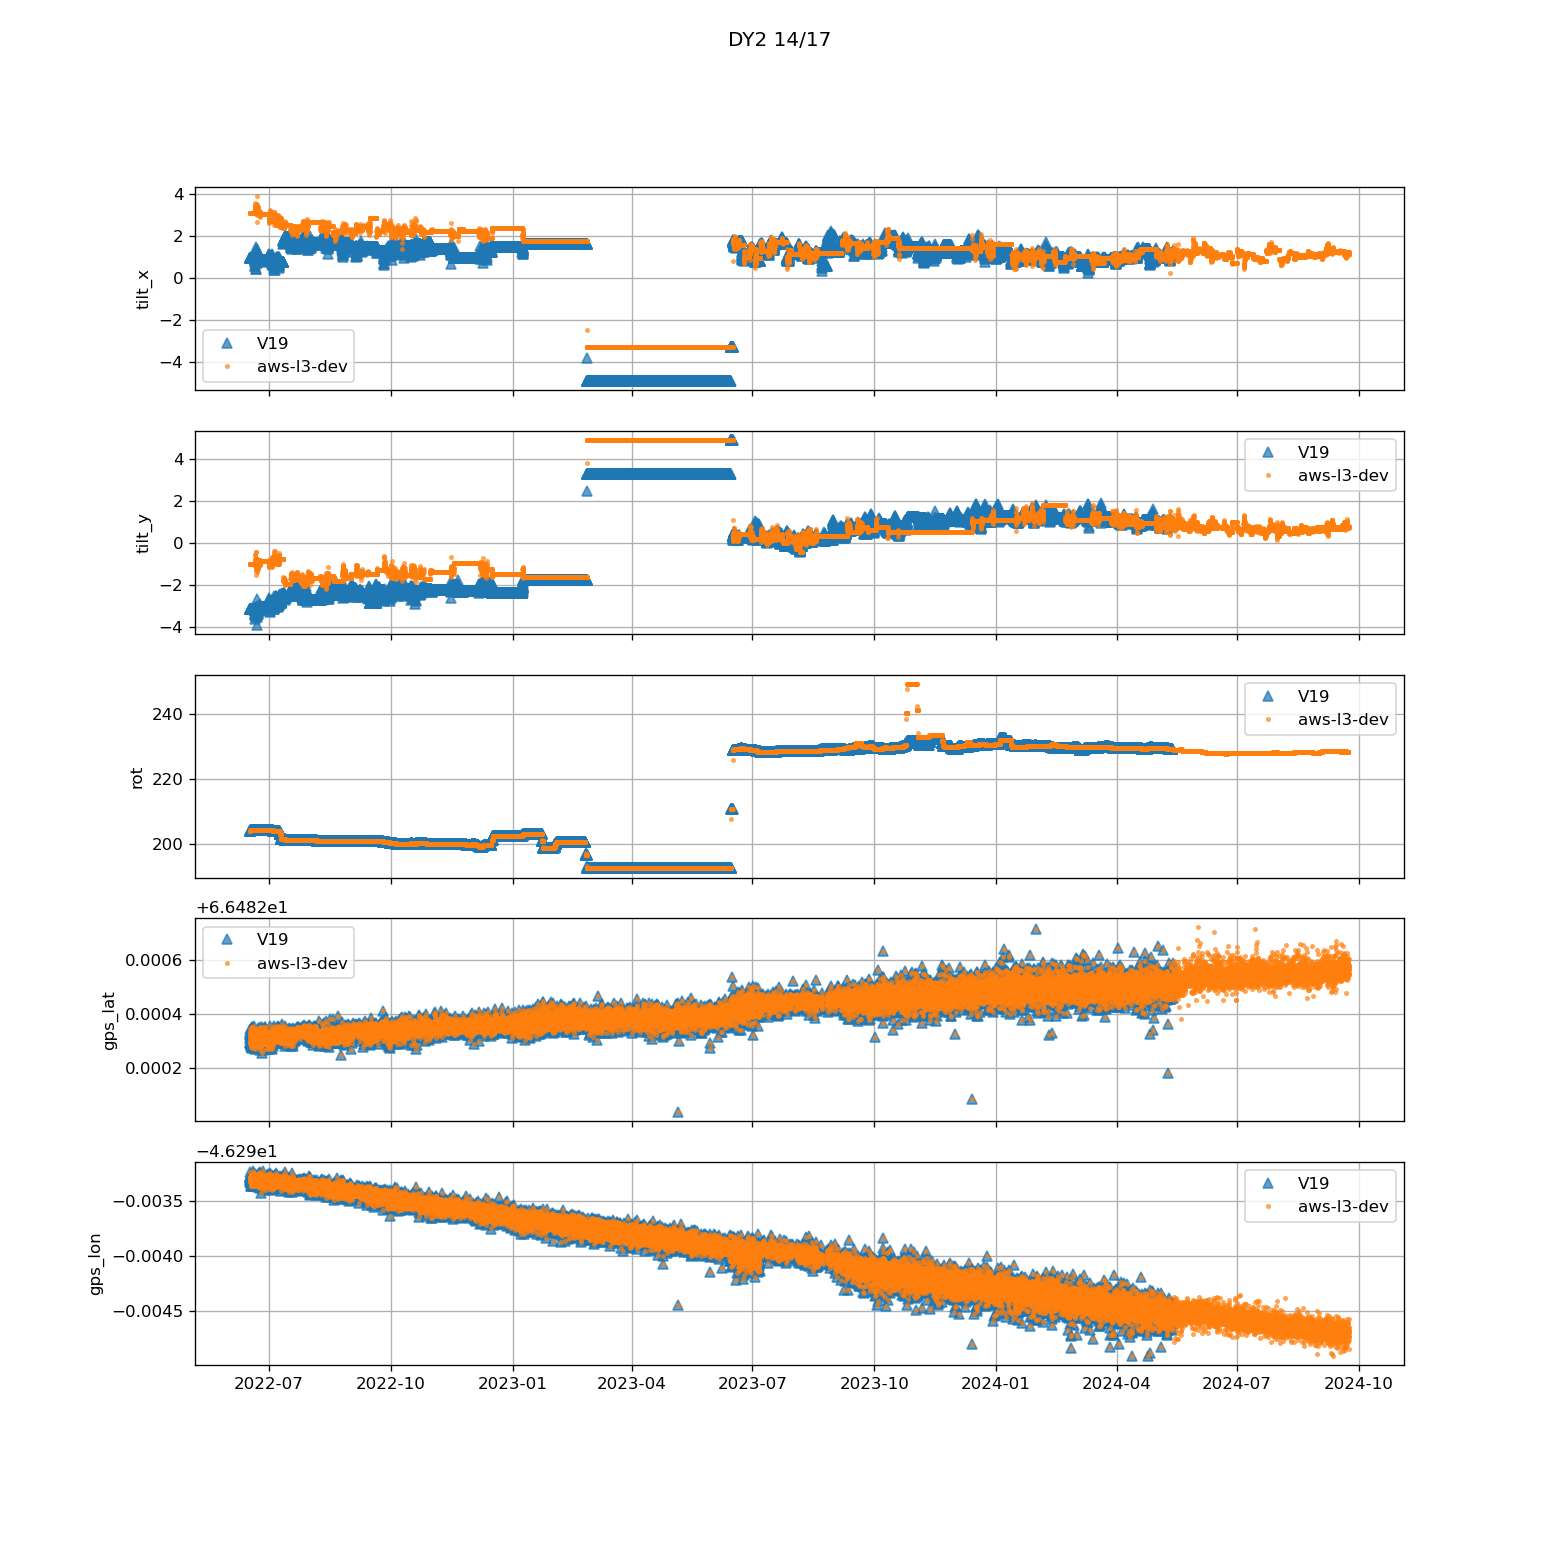 DY2 14/17
4
2
0
−2
−4
tilt_x
V19
aws-l3-dev
4
2
0
−2
−4
tilt_y
V19
aws-l3-dev
240
220
200
rot
V19
aws-l3-dev
+6.6482e1
0.0006
0.0004
0.0002
gps_lat
V19
aws-l3-dev
−4.629e1
−0.0035
−0.0040
−0.0045
gps_lon
V19
aws-l3-dev
2022-07 2022-10 2023-01 2023-04 2023-07 2023-10 2024-01 2024-04 2024-07 2024-10